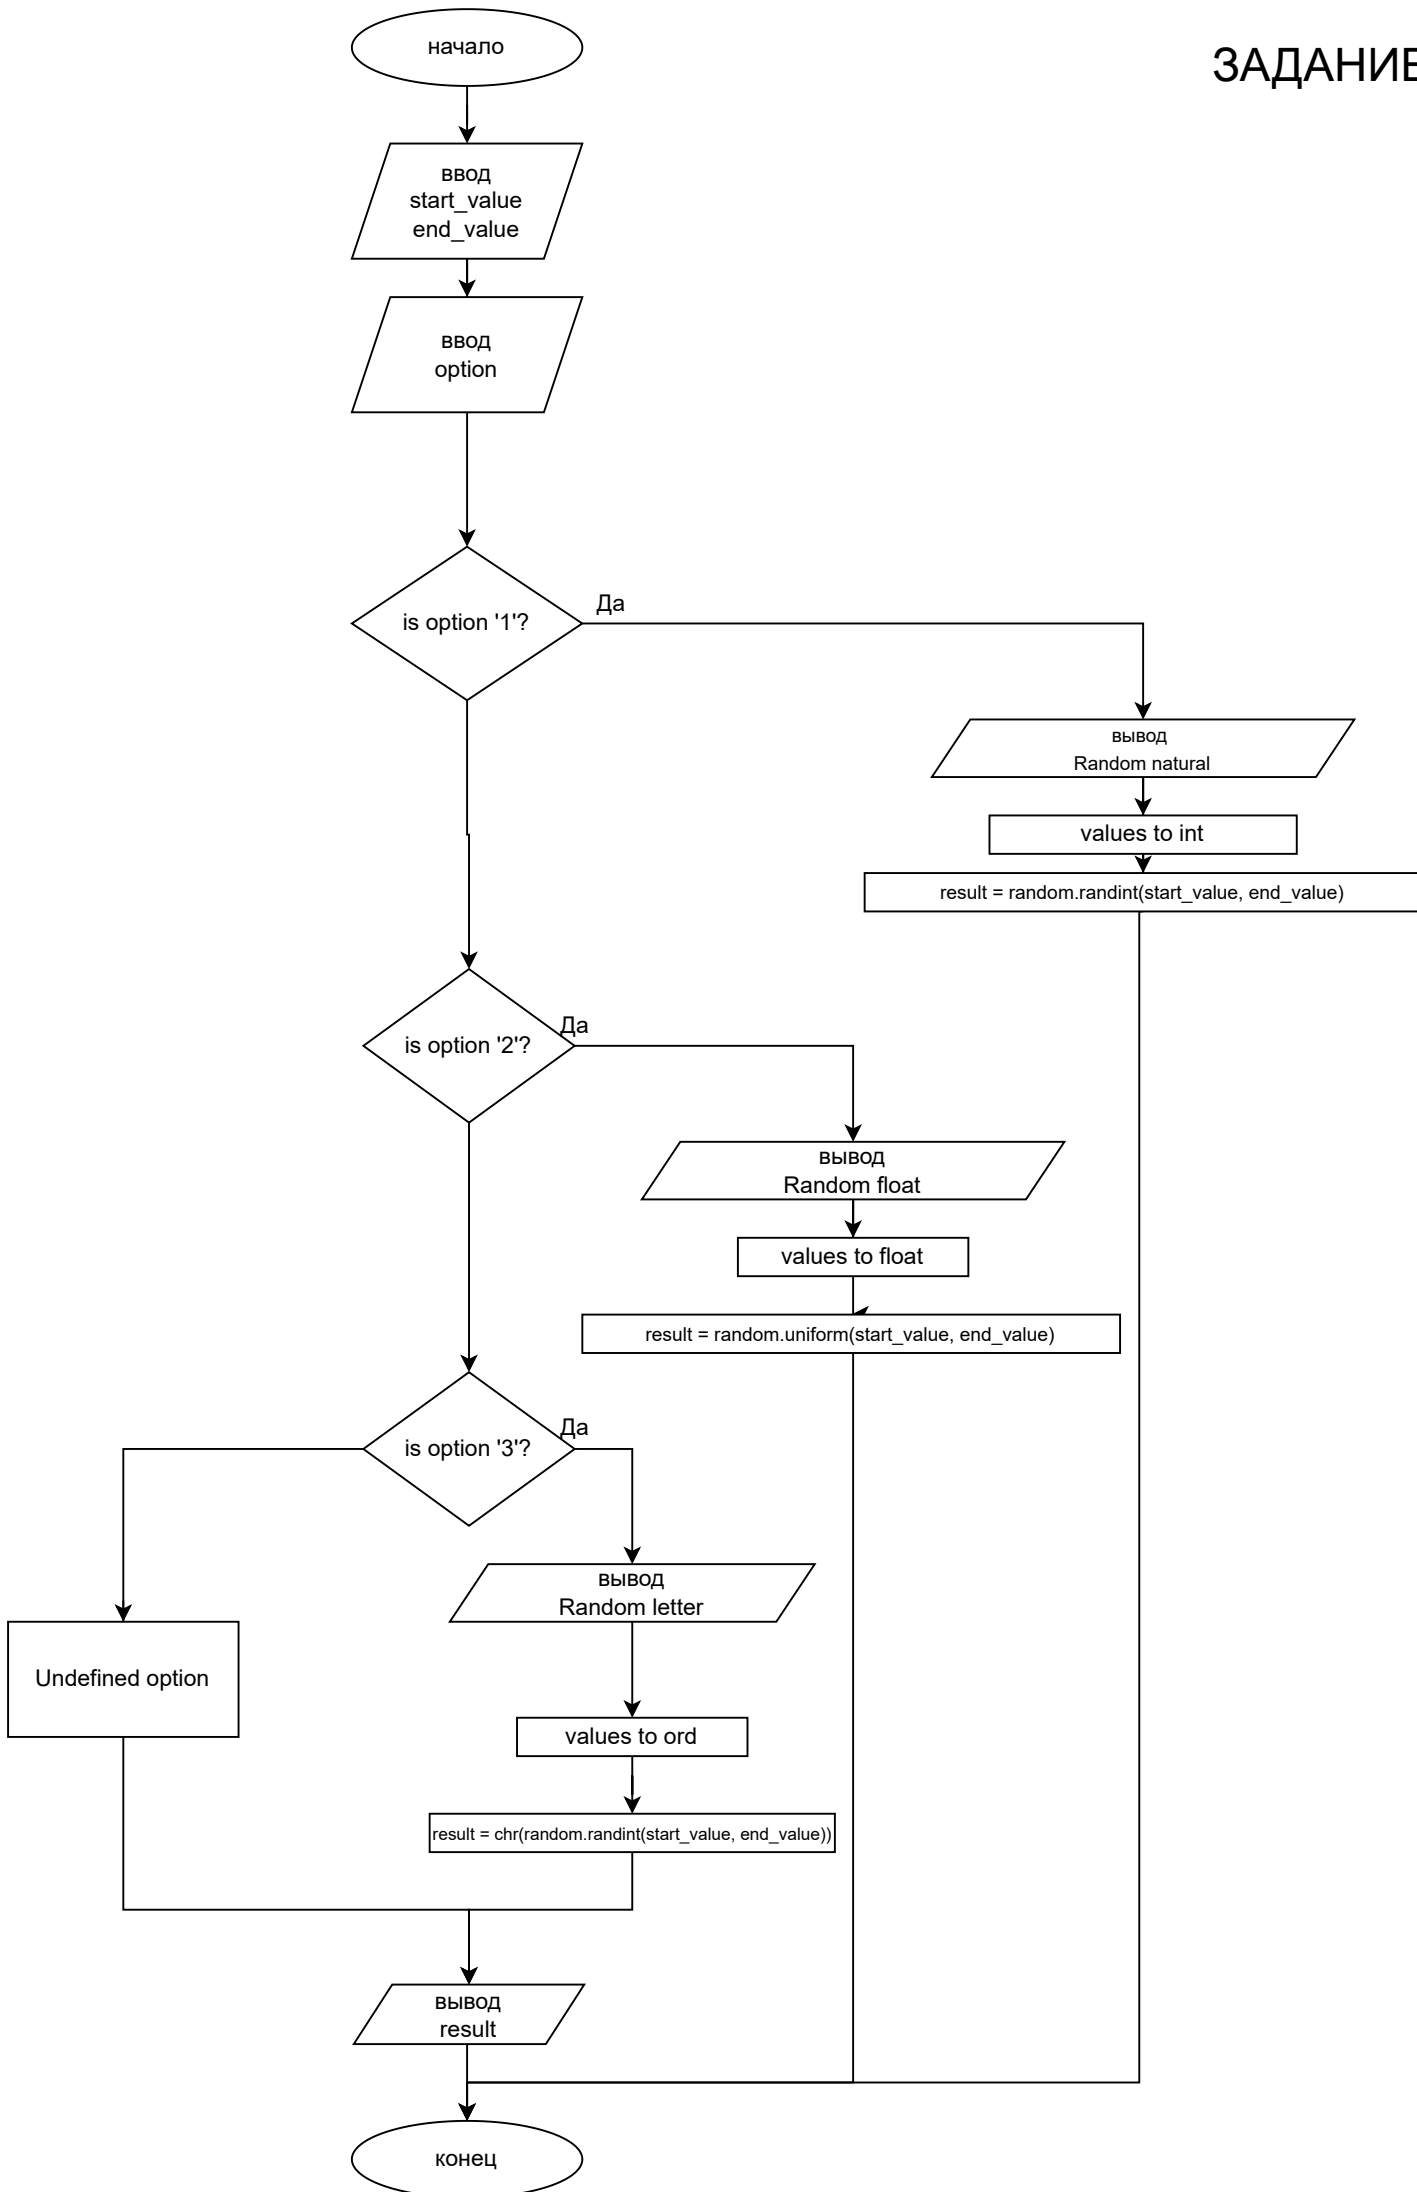 начало
ЗАДАНИЕ
ввод
start_value
end_value
ввод
option
is option '1'?
Да
вывод
Random natural
values to int
result = random.randint(start_value, end_value)
is option '2'?
Да
вывод
Random float
values to float
result = random.uniform(start_value, end_value)
is option '3'?
Да
вывод
Random letter
Undefined option
values to ord
result = chr(random.randint(start_value, end_value))
вывод
result
конец